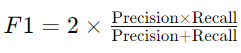 F1 = 2 × Precision×Recall / Precision+Recall